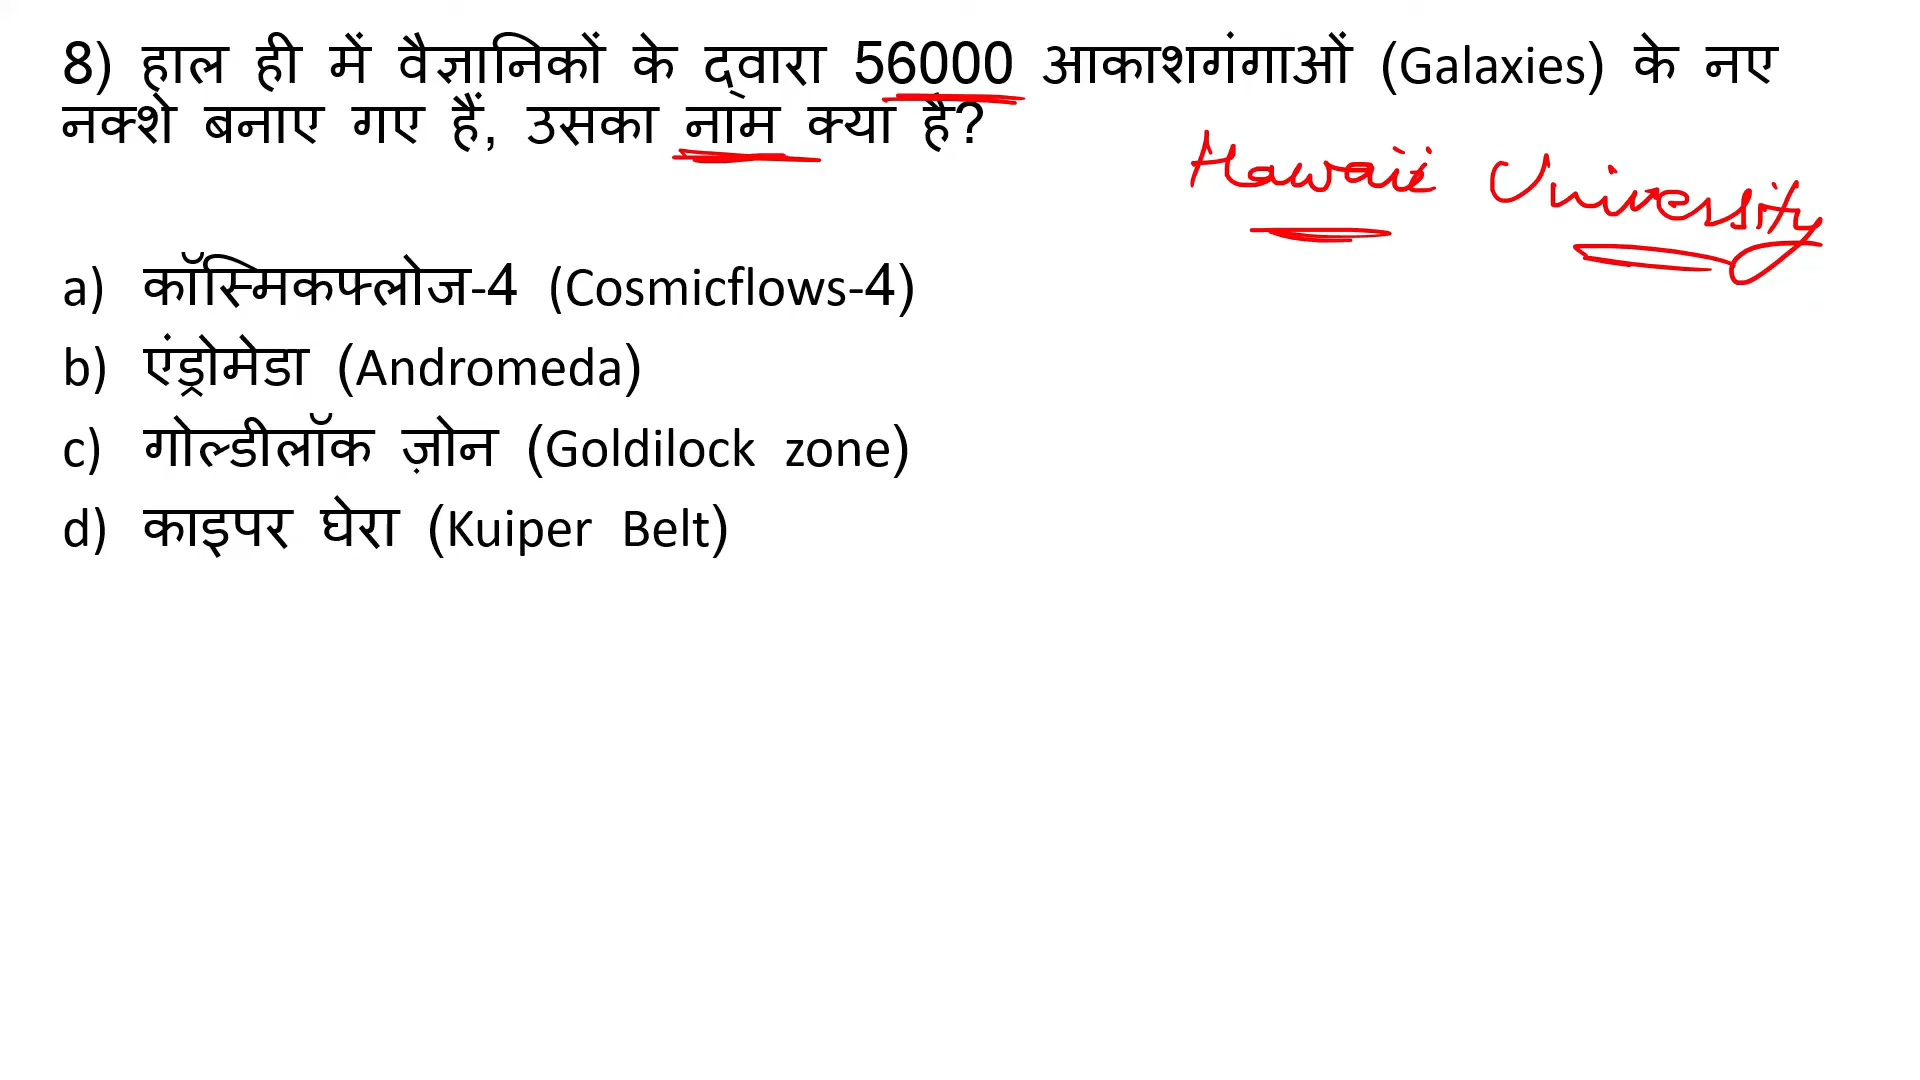 8) हाल ही में वैज्ञानिकों के द्वारा 56000 आकाशगंगाओं (Galaxies) के नए
नक्शे बनाए गए हैं, उसका नाम क्या है?
Hawaii University
a) कॉस्मिकफ्लोज-4 (Cosmicflows-4)
b) एंड्रोमेडा (Andromeda)
c) गोल्डीलॉक ज़ोन (Goldilock zone)
d) काइपर घेरा (Kuiper Belt)